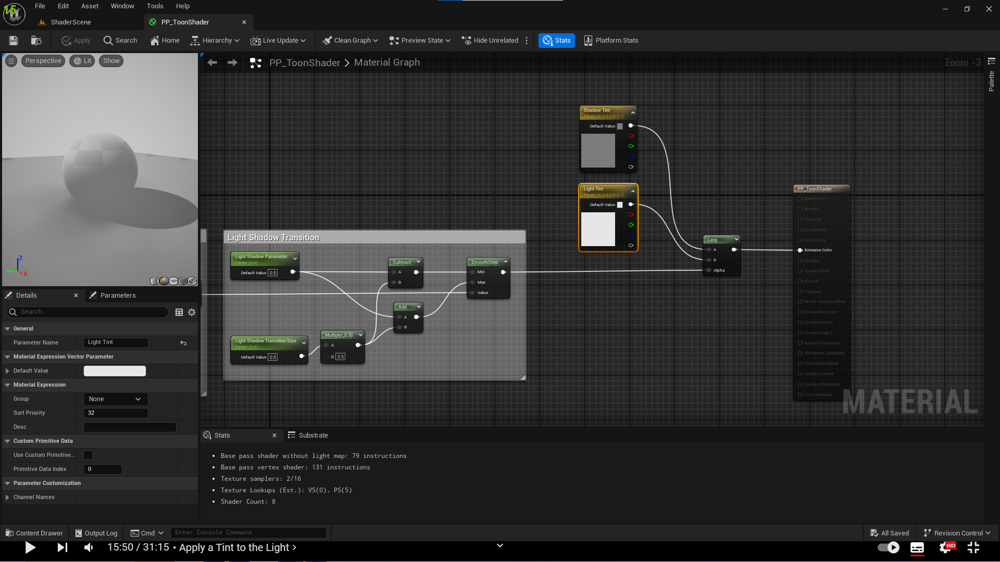 15
File Edit Asset Window Tools Help
ShaderScene
PP_ToonShader
Apply Search Home Hierarchy Live Update Clean Graph Preview State Hide Unrelated Stats Platform Stats
Perspective Lit Show
PP_ToonShader > Material Graph
Zoom -3
Palette
Shadow Tint
Param (0.2,0.2,0.2,1)
Default Value
Light Tint
Param (0.8,0.8,0.8,1)
Default Value
PP_ToonShader
Base Color
Metallic
Specular
Roughness
Anisotropy
Emissive Color
Opacity
Opacity Mask
Normal
Tangent
World Position Offset
Subsurface Color
Custom Data 0
Custom Data 1
Ambient Occlusion
Refraction (Disabled)
Pixel Depth Offset
Shading Model
Surface Thickness
Front Material
Lerp
A
B
Alpha
Light Shadow Transition
Light Shadow Parameter
Param (0.5)
Default Value 0.5
Subtract
A
B
SmoothStep
Min
Max
Value
Add
A
B
Multiply(,0.5)
A
B 0.5
Light Shadow Transition Size
Param (0.5)
Default Value 0.5
MATERIAL
Z
X
Details
Parameters
Search
General
Parameter Name Light Tint
Material Expression Vector Parameter
Default Value
Material Expression
Group None
Sort Priority 32
Desc
Custom Primitive Data
Use Custom Primitive...
Primitive Data Index 0
Parameter Customization
Channel Names
Stats
Substrate
• Base pass shader without light map: 79 instructions
• Base pass vertex shader: 131 instructions
• Texture samplers: 2/16
• Texture Lookups (Est.): VS(0), PS(5)
• Shader Count: 8
Content Drawer Output Log Cmd Enter Console Command All Saved Revision Control
15:50 / 31:15 • Apply a Tint to the Light >
HD